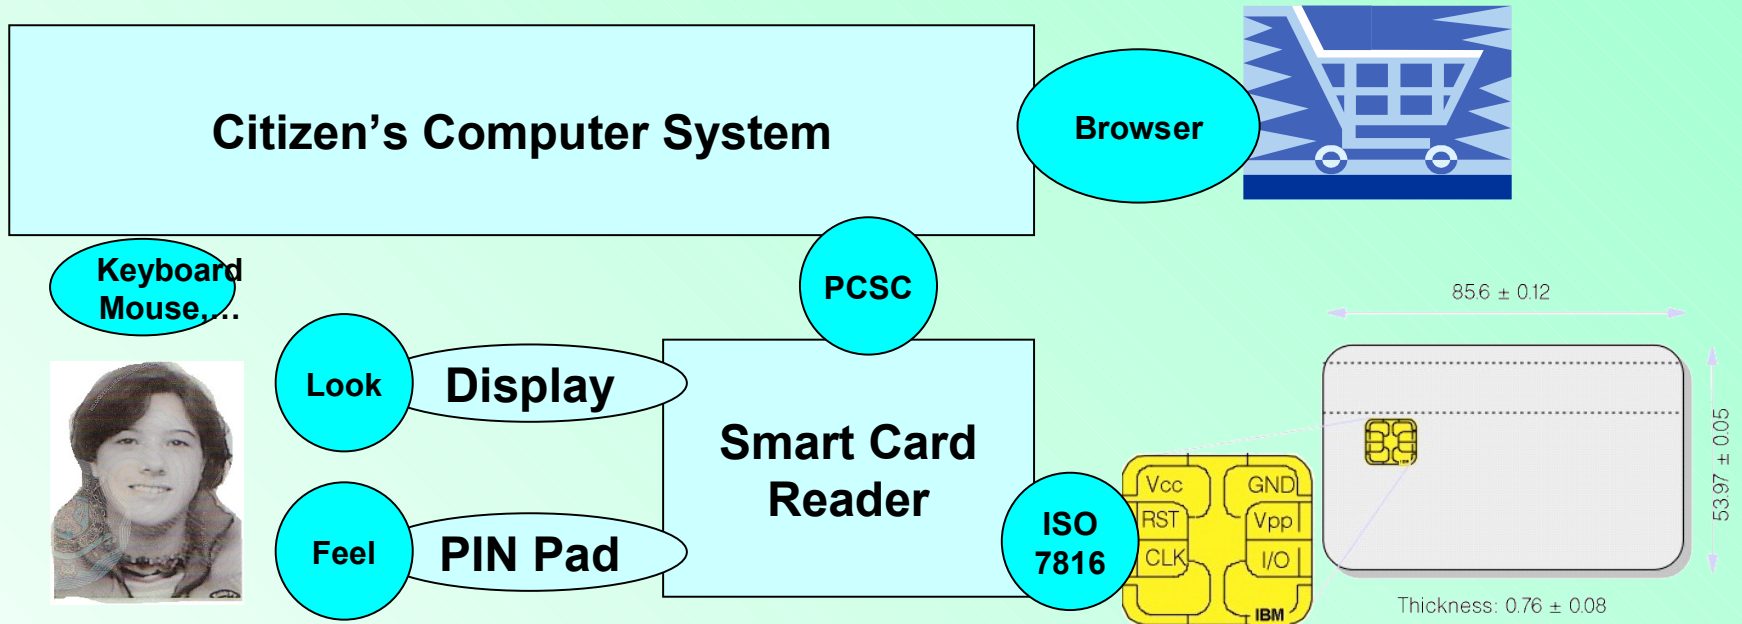 Citizen’s Computer System
Browser
Keyboard
Mouse,…
PCSC
Look
Display
Smart Card
Reader
Feel
PIN Pad
ISO
7816
Vcc
GND
RST
Vpp
CLK
I/O
IBM
85.6 ± 0.12
53.97 ± 0.05
Thickness: 0.76 ± 0.08